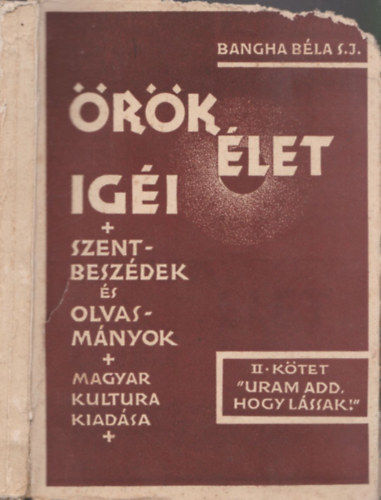 BANGHA BÉLA S.J.
ÖRÖK
ÉLET
IGÉI
+
SZENT-
BESZÉDEK
ÉS
OLVAS-
MÁNYOK
+
MAGYAR
KULTURA
KIADÁSA
+
II. KÖTET
"URAM ADD,
HOGY LÁSSAK!"